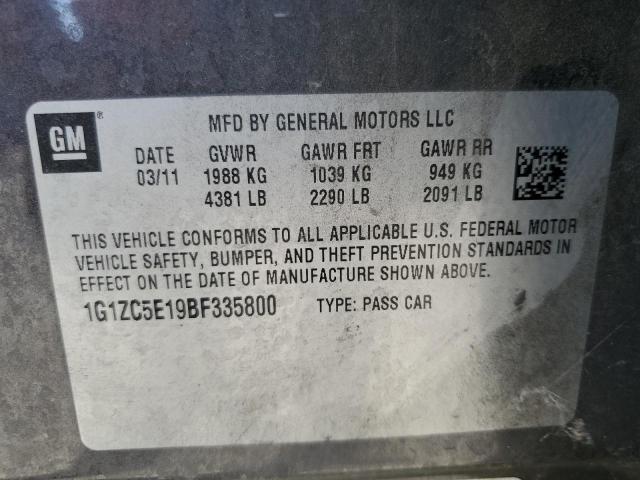 GM®
MFD BY GENERAL MOTORS LLC
DATE GVWR GAWR FRT GAWR RR
03/11 1988 KG 1039 KG 949 KG
4381 LB 2290 LB 2091 LB
THIS VEHICLE CONFORMS TO ALL APPLICABLE U.S. FEDERAL MOTOR
VEHICLE SAFETY, BUMPER, AND THEFT PREVENTION STANDARDS IN
EFFECT ON THE DATE OF MANUFACTURE SHOWN ABOVE.
1G1ZC5E19BF335800 TYPE: PASS CAR